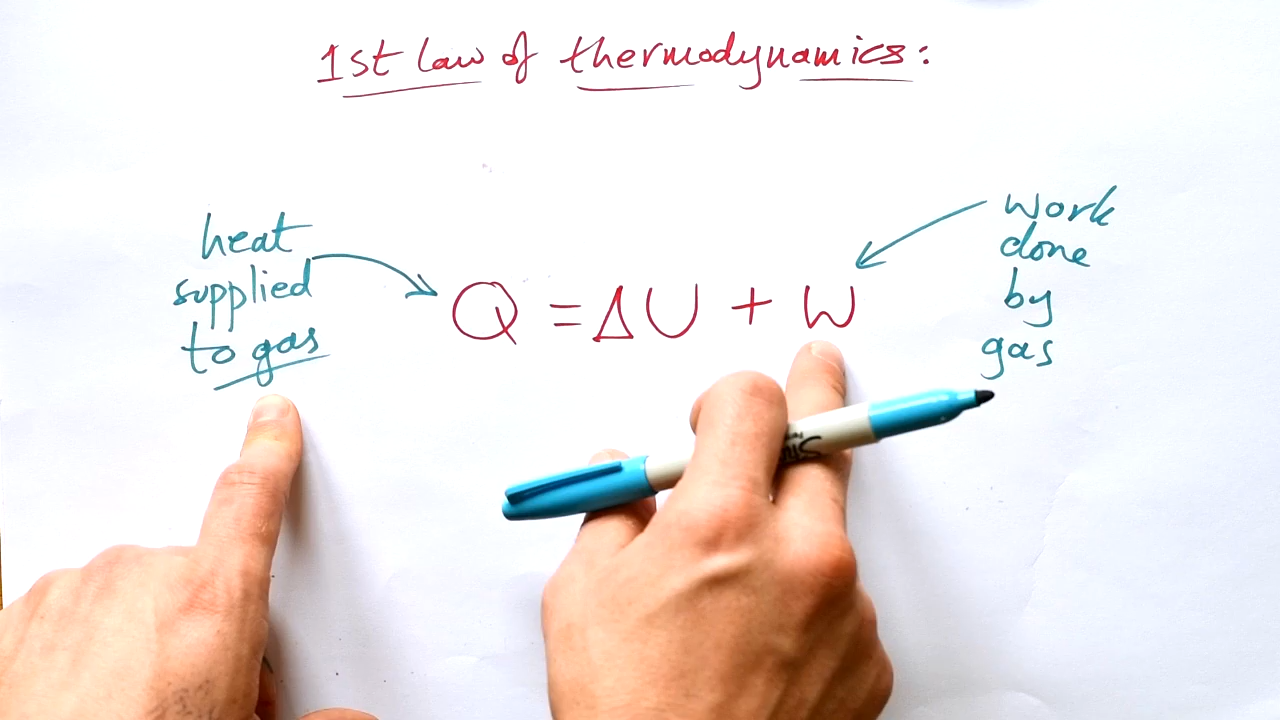 1st law of thermodynamics:
heat
supplied
to gas
Q = ΔU + W
work
done
by
gas